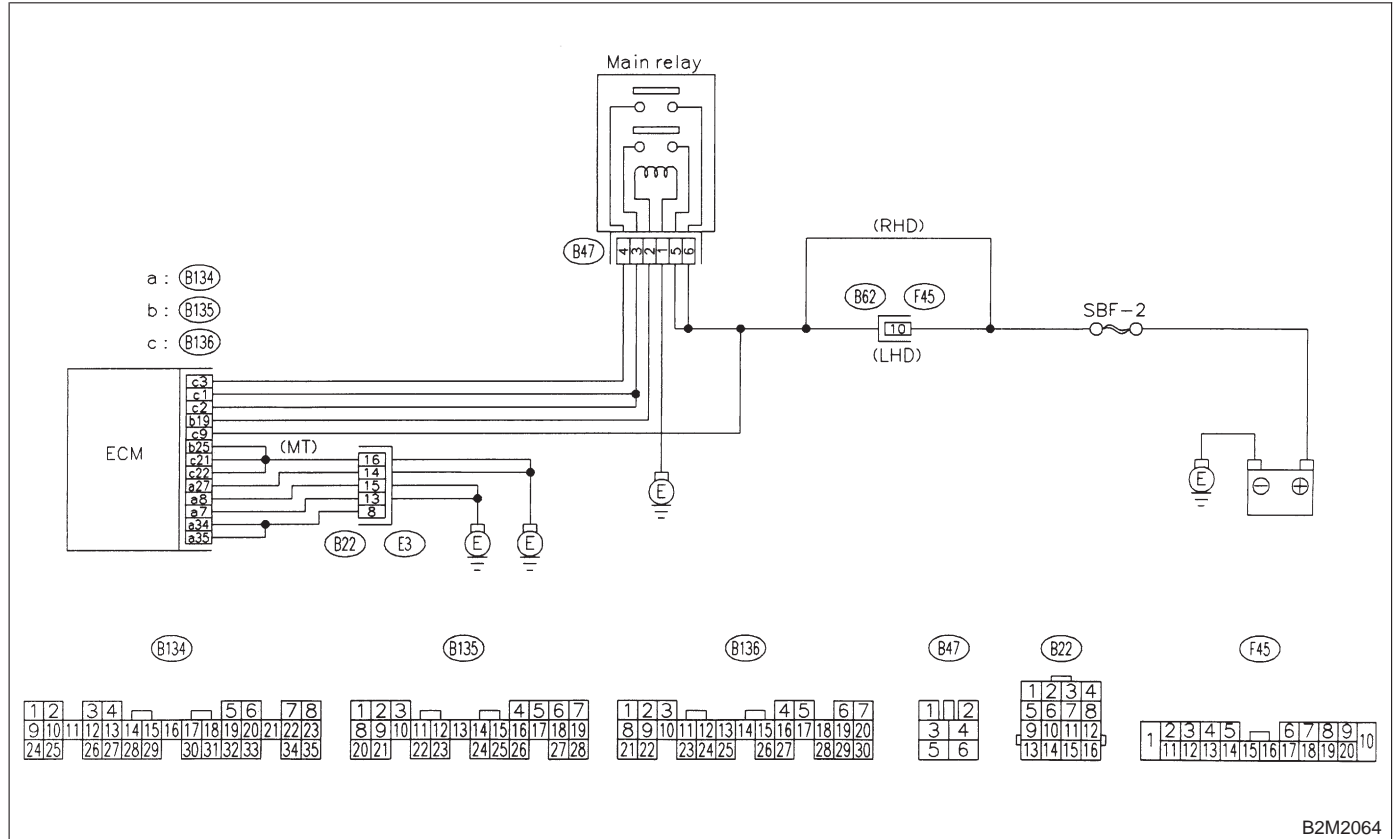 Main relay
(RHD)
B47
4 3 2 1 5 6
B62 F45
SBF-2
10
(LHD)
a : B134
b : B135
c : B136
ECM
c3
c1
c2
b19
c9
b25
c21
c22
a27
a8
a7
a34
a35
(MT)
16
14
15
13
8
B22 E3
E
E
E
E
⊖ ⊕
B134 B135 B136 B47 B22 F45
1 2 3 4 5 6 7 8
9 10 11 12 13 14 15 16 17 18 19 20 21 22 23
24 25 26 27 28 29 30 31 32 33 34 35
1 2 3 4 5 6 7
8 9 10 11 12 13 14 15 16 17 18 19
20 21 22 23 24 25 26 27 28
1 2 3 4 5 6 7
8 9 10 11 12 13 14 15 16 17 18 19 20
21 22 23 24 25 26 27 28 29 30
1 2
3 4
5 6
1 2 3 4
5 6 7 8
9 10 11 12
13 14 15 16
1 2 3 4 5 6 7 8 9 10
11 12 13 14 15 16 17 18 19 20
B2M2064